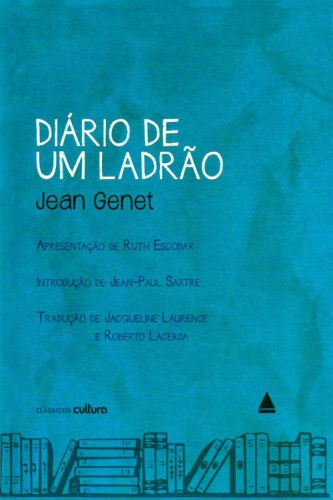 DIÁRIO DE
UM LADRÃO
Jean Genet
APRESENTAÇÃO DE RUTH ESCOBAR
INTRODUÇÃO DE JEAN-PAUL SARTRE
TRADUÇÃO DE JACQUELINE LAURENCE
E ROBERTO LACERDA
CLÁSSICOS cultura